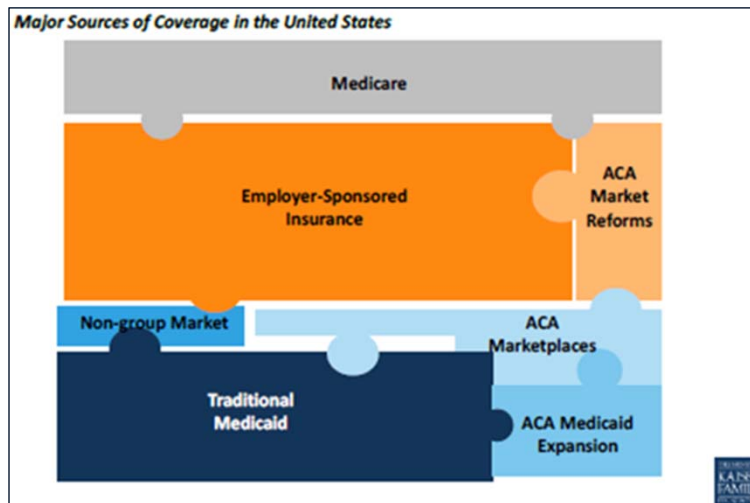 Major Sources of Coverage in the United States
Medicare
Employer-Sponsored
Insurance
ACA
Market
Reforms
Non-group Market
ACA
Marketplaces
Traditional
Medicaid
ACA Medicaid
Expansion